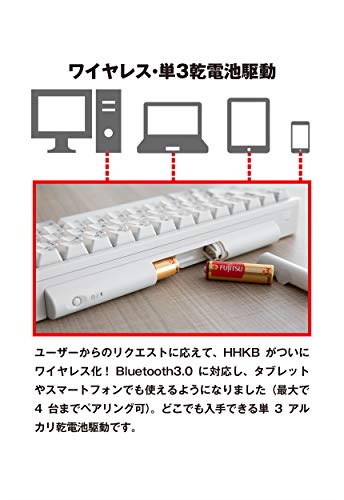 ワイヤレス・単3乾電池駆動
FUJITSU
ユーザーからのリクエストに応えて、HHKB がついに
ワイヤレス化！Bluetooth3.0 に対応し、タブレット
やスマートフォンでも使えるようになりました（最大で
4 台までペアリング可）。どこでも入手できる単 3 アル
カリ乾電池駆動です。